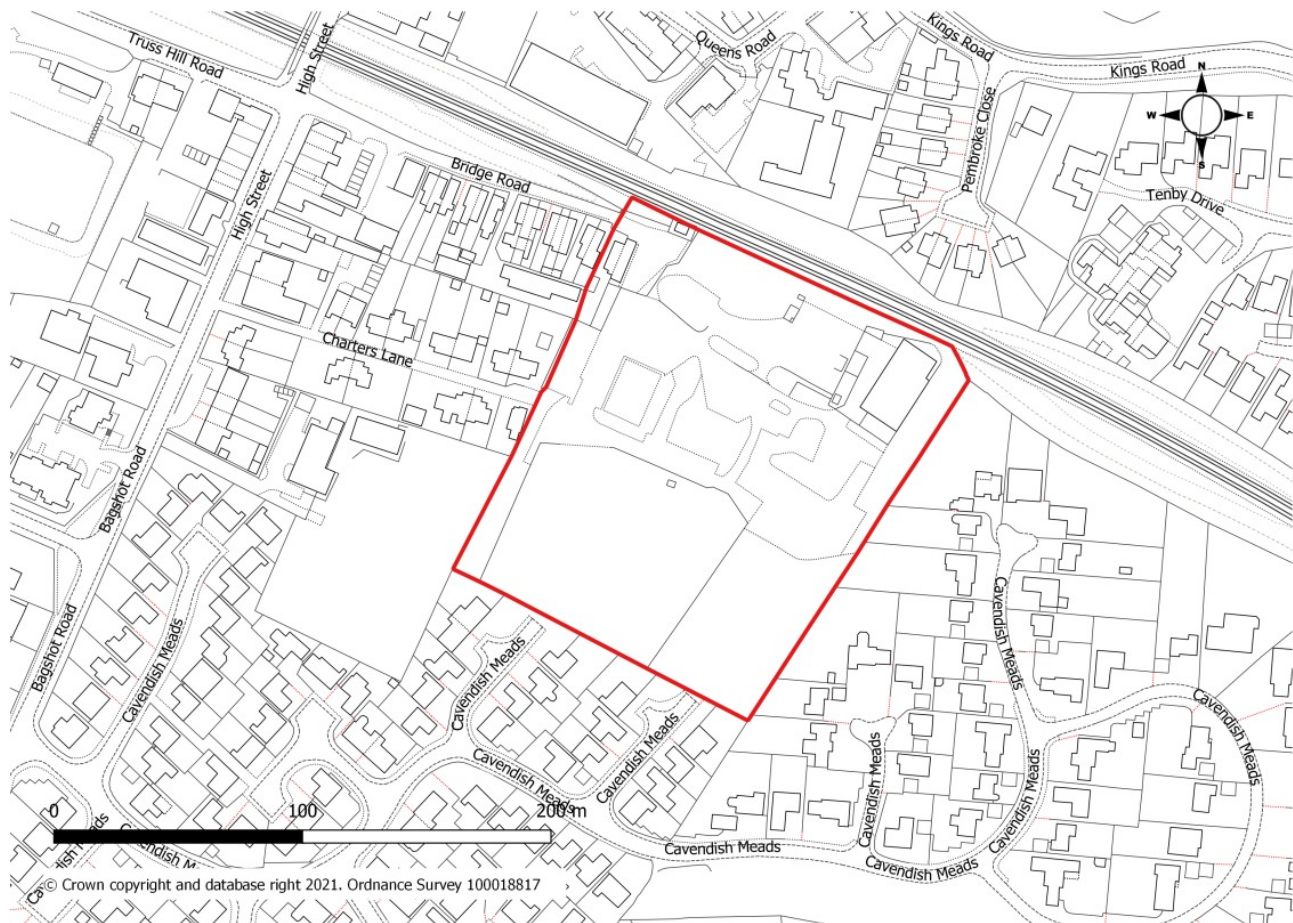 Truss Hill Road
High Street
Queens Road
Kings Road
Kings Road
N
W
E
S
Pembroke Close
Tenby Drive
Bridge Road
High Street
Charters Lane
Bagshot Road
Bagshot Road
Cavendish Meads
Cavendish Meads
Cavendish Meads
Cavendish Meads
Cavendish Meads
Cavendish Meads
Cavendish Meads
Cavendish Meads
Cavendish Meads
Cavendish Meads
0 100 200 m
Cavendish Meads
Cavendish Me
© Crown copyright and database right 2021. Ordnance Survey 100018817